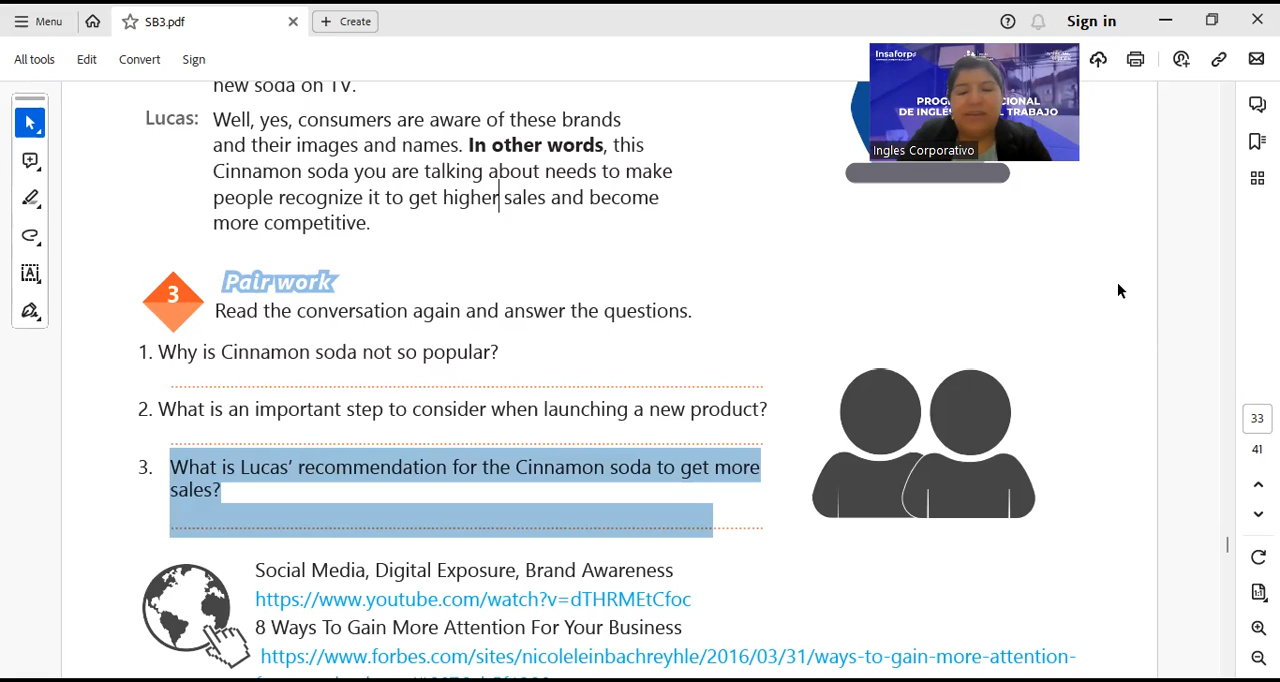 Menu
SB3.pdf
Create
Sign in
All tools
Edit
Convert
Sign
new soda on TV.
Lucas: Well, yes, consumers are aware of these brands
and their images and names. In other words, this
Cinnamon soda you are talking about needs to make
people recognize it to get higher sales and become
more competitive.
Insaforp
Ingles Corporativo
3
Pair work
Read the conversation again and answer the questions.
1. Why is Cinnamon soda not so popular?
2. What is an important step to consider when launching a new product?
3. What is Lucas’ recommendation for the Cinnamon soda to get more
sales?
33
41
Social Media, Digital Exposure, Brand Awareness
https://www.youtube.com/watch?v=dTHRMEtCfoc
8 Ways To Gain More Attention For Your Business
https://www.forbes.com/sites/nicoleleinbachreyhle/2016/03/31/ways-to-gain-more-attention-